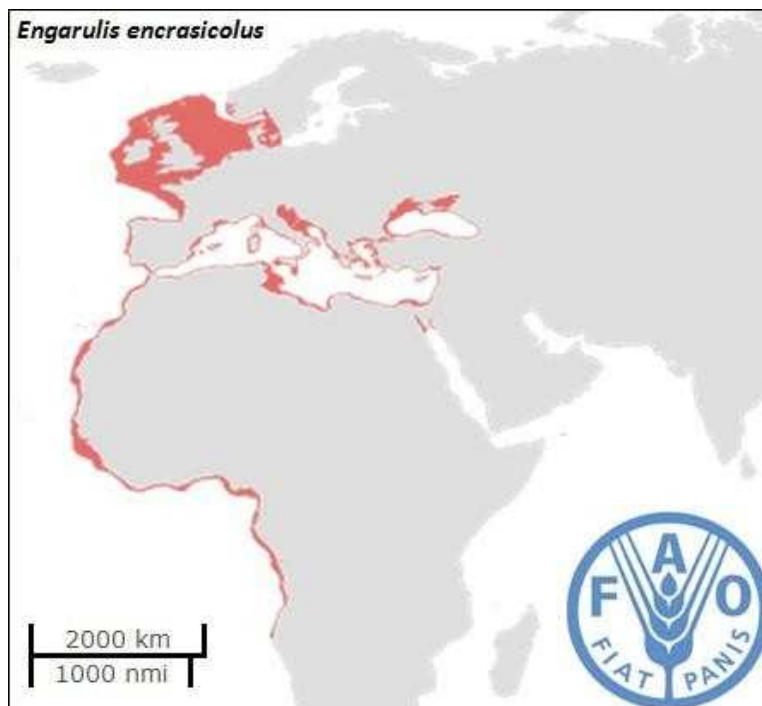 Engarulis encrasicolus
2000 km
1000 nmi
F A O
FIAT PANIS